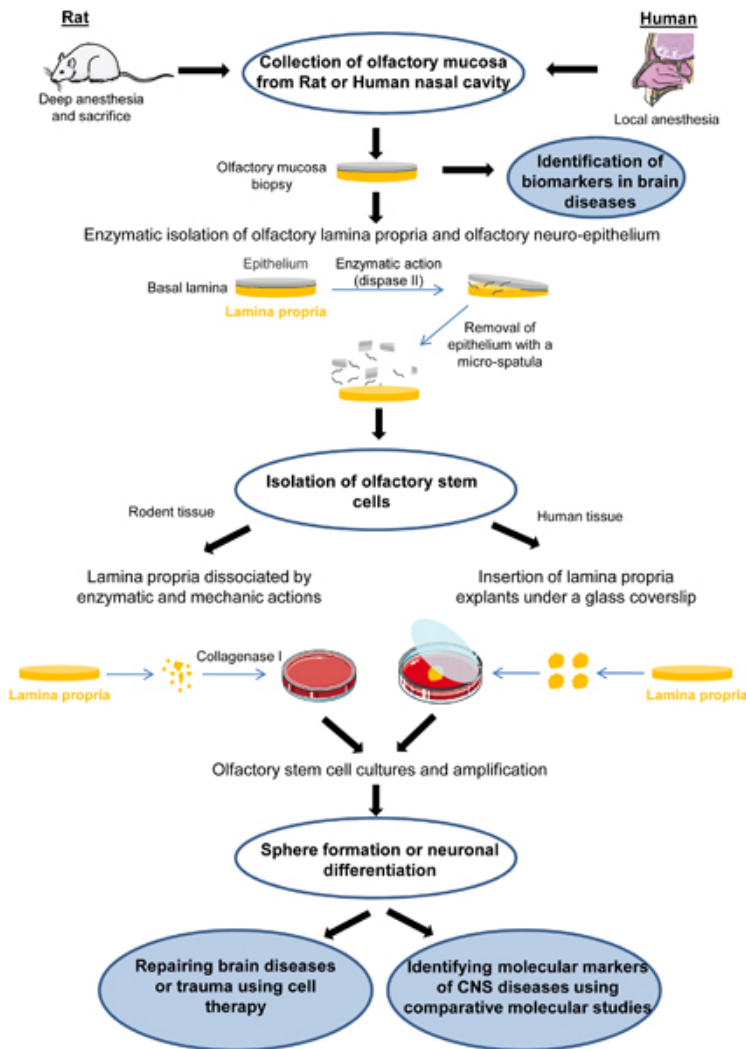 Rat
Human
Collection of olfactory mucosa
from Rat or Human nasal cavity
Deep anesthesia
and sacrifice
Local anesthesia
Olfactory mucosa
biopsy
Identification of
biomarkers in brain
diseases
Enzymatic isolation of olfactory lamina propria and olfactory neuro-epithelium
Epithelium
Basal lamina
Lamina propria
Enzymatic action
(dispase II)
Removal of
epithelium with a
micro-spatula
Isolation of olfactory stem
cells
Rodent tissue
Human tissue
Lamina propria dissociated by
enzymatic and mechanic actions
Insertion of lamina propria
explants under a glass coverslip
Collagenase I
Lamina propria
Lamina propria
Olfactory stem cell cultures and amplification
Sphere formation or neuronal
differentiation
Repairing brain diseases
or trauma using cell
therapy
Identifying molecular markers
of CNS diseases using
comparative molecular studies